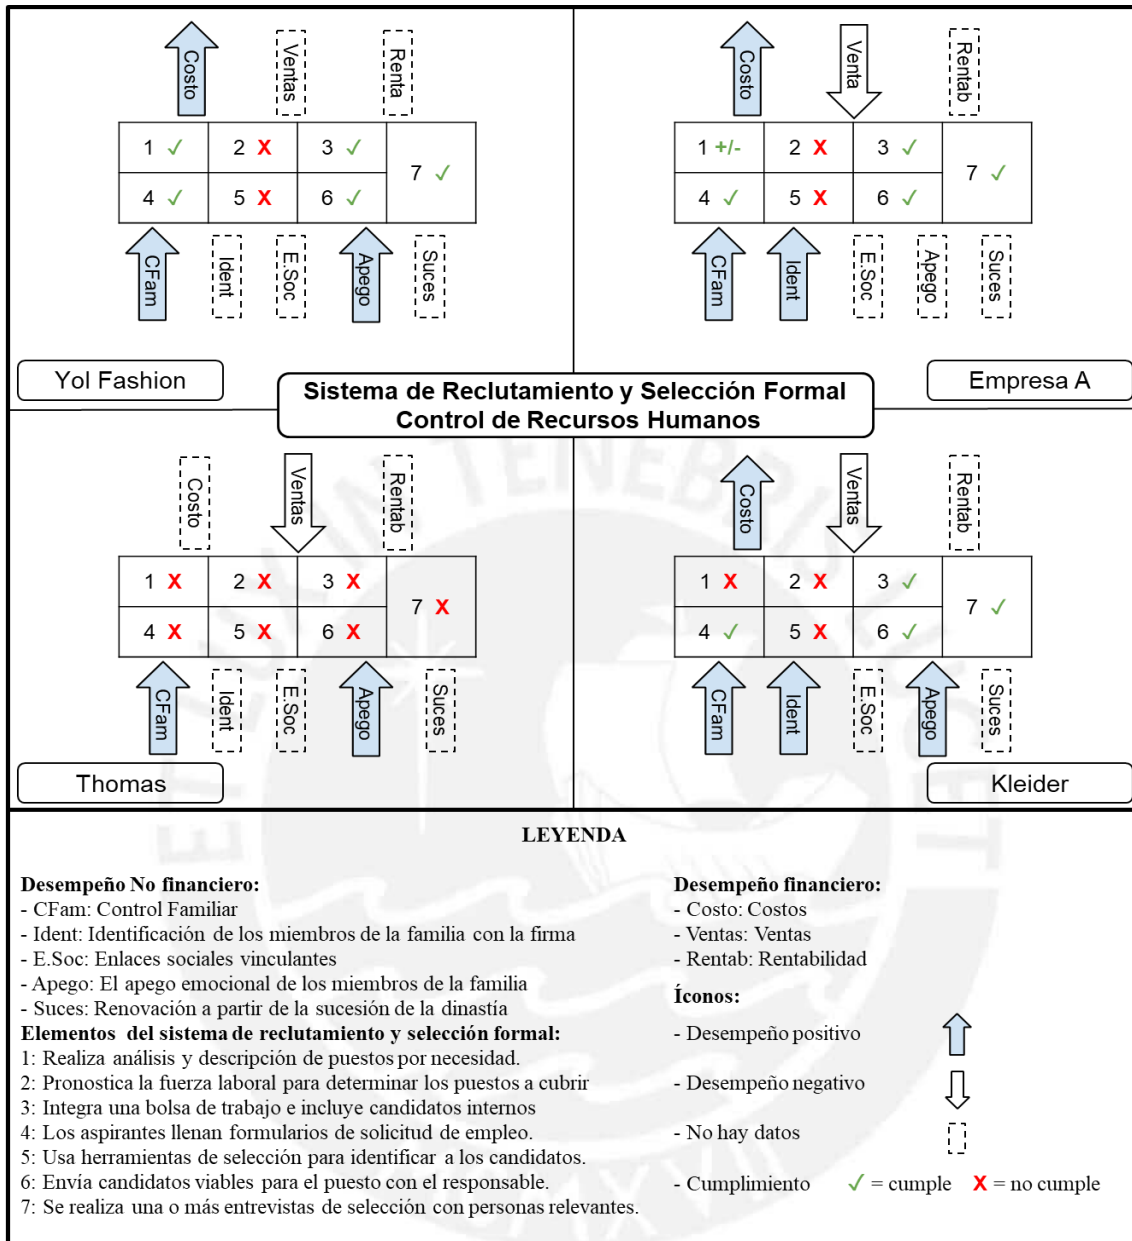 Costo
Ventas
Renta
1 ✓ 2 X 3 ✓
7 ✓
4 ✓ 5 X 6 ✓
CFam
Ident
E.Soc
Apego
Suces
Yol Fashion
Costo
Venta
Rentab
1 +/- 2 X 3 ✓
7 ✓
4 ✓ 5 X 6 ✓
CFam
Ident
E.Soc
Apego
Suces
Empresa A
Sistema de Reclutamiento y Selección Formal
Control de Recursos Humanos
Costo
Ventas
Rentab
1 X 2 X 3 X
7 X
4 X 5 X 6 X
CFam
Ident
E.Soc
Apego
Suces
Thomas
Costo
Ventas
Rentab
1 X 2 X 3 ✓
7 ✓
4 ✓ 5 X 6 ✓
CFam
Ident
E.Soc
Apego
Suces
Kleider
LEYENDA
Desempeño No financiero:
- CFam: Control Familiar
- Ident: Identificación de los miembros de la familia con la firma
- E.Soc: Enlaces sociales vinculantes
- Apego: El apego emocional de los miembros de la familia
- Suces: Renovación a partir de la sucesión de la dinastía
Elementos del sistema de reclutamiento y selección formal:
1: Realiza análisis y descripción de puestos por necesidad.
2: Pronostica la fuerza laboral para determinar los puestos a cubrir
3: Integra una bolsa de trabajo e incluye candidatos internos
4: Los aspirantes llenan formularios de solicitud de empleo.
5: Usa herramientas de selección para identificar a los candidatos.
6: Envía candidatos viables para el puesto con el responsable.
7: Se realiza una o más entrevistas de selección con personas relevantes.
Desempeño financiero:
- Costo: Costos
- Ventas: Ventas
- Rentab: Rentabilidad
Íconos:
- Desempeño positivo
- Desempeño negativo
- No hay datos
- Cumplimiento ✓ = cumple X = no cumple
ET LUX IN TENEBRIS LUCET
MCMXVII